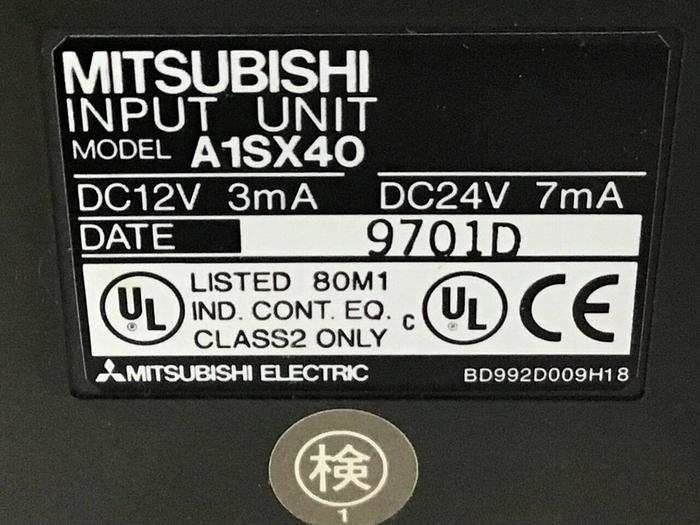 MITSUBISHI
INPUT UNIT
MODEL A1SX40
DC12V 3mA DC24V 7mA
DATE 9701D
UL LISTED 80M1
IND. CONT. EQ.
CLASS2 ONLY
c UL CE
MITSUBISHI ELECTRIC BD992D009H18
検
1